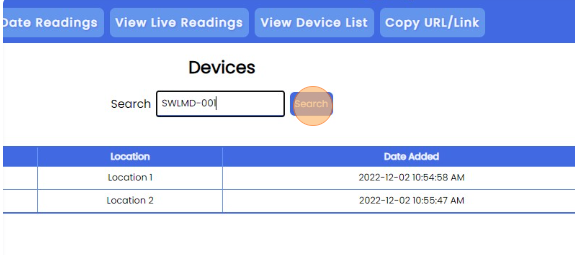 Date Readings View Live Readings View Device List Copy URL/Link
Devices
Search SWLMD-001 Search
Location Date Added
Location 1 2022-12-02 10:54:58 AM
Location 2 2022-12-02 10:55:47 AM